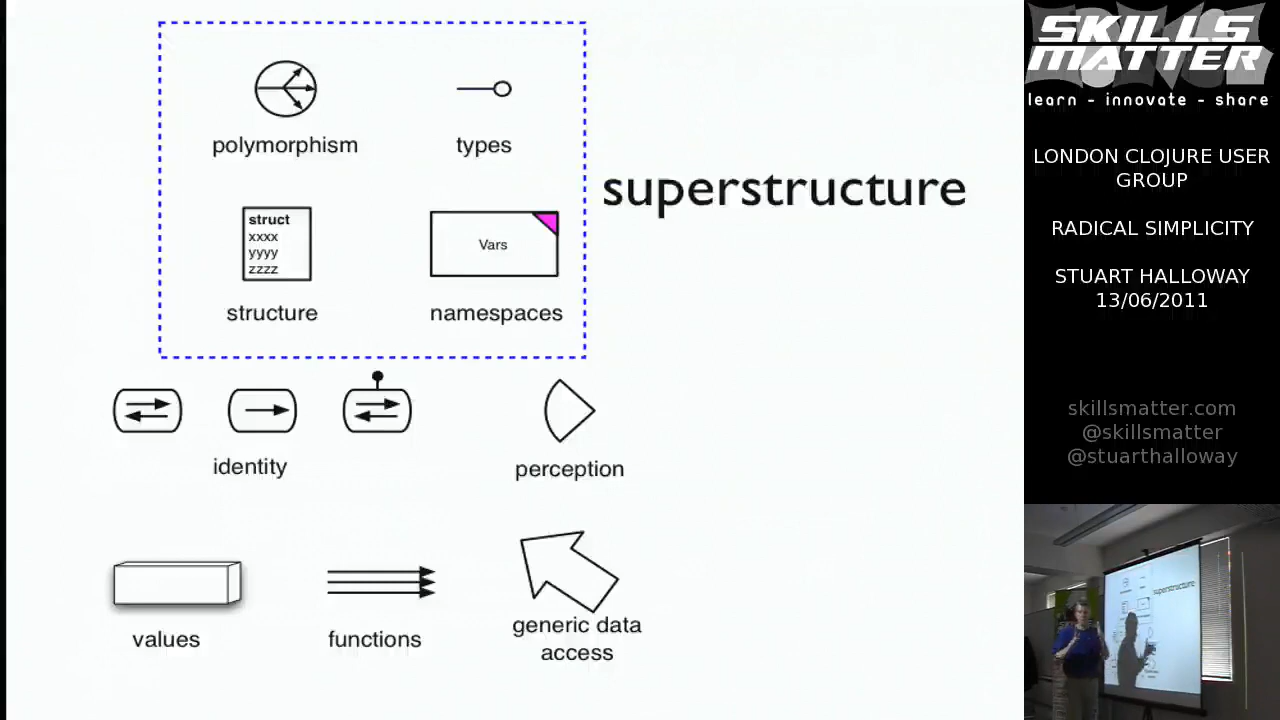 polymorphism
types
superstructure
struct
xxxx
yyyy
zzzz
Vars
structure
namespaces
identity
perception
values
functions
generic data
access
SKILLS
MATTER
learn - innovate - share
LONDON CLOJURE USER
GROUP
RADICAL SIMPLICITY
STUART HALLOWAY
13/06/2011
skillsmatter.com
@skillsmatter
@stuarthalloway
superstructure